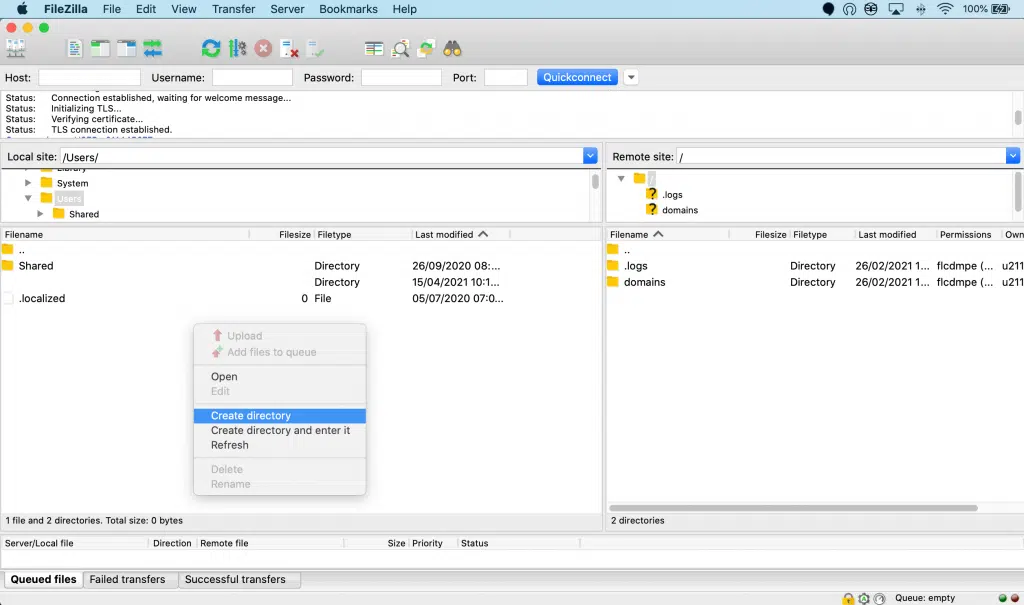 FileZilla File Edit View Transfer Server Bookmarks Help 100%
Host: Username: Password: Port: Quickconnect
Status: Connection established, waiting for welcome message...
Status: Initializing TLS...
Status: Verifying certificate...
Status: TLS connection established.
Local site: /Users/
Library
System
Users
Shared
Remote site: /
/
? .logs
? domains
Filename Filesize Filetype Last modified
..
Shared Directory 26/09/2020 08:...
Directory 15/04/2021 10:1...
.localized 0 File 05/07/2020 07:0...
Upload
Add files to queue
Open
Edit
Create directory
Create directory and enter it
Refresh
Delete
Rename
1 file and 2 directories. Total size: 0 bytes
Filename Filesize Filetype Last modified Permissions Own
..
.logs Directory 26/02/2021 1... flcdmpe (... u211
domains Directory 26/02/2021 1... flcdmpe (... u211
2 directories
Server/Local file Direction Remote file Size Priority Status
Queued files Failed transfers Successful transfers
Queue: empty